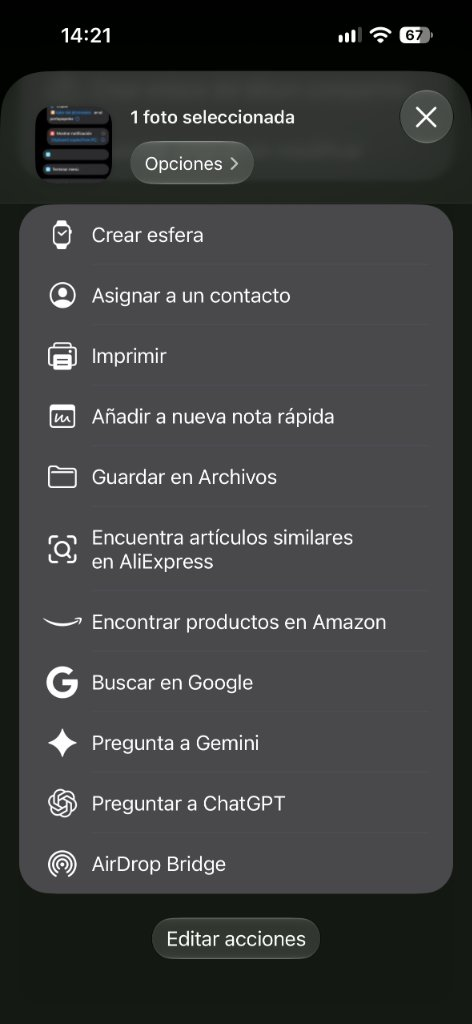 14:21
67
1 foto seleccionada
Opciones
Mostrar notificación
Crear esfera
Asignar a un contacto
Imprimir
Añadir a nueva nota rápida
Guardar en Archivos
Encuentra artículos similares
en AliExpress
Encontrar productos en Amazon
Buscar en Google
Pregunta a Gemini
Preguntar a ChatGPT
AirDrop Bridge
Editar acciones